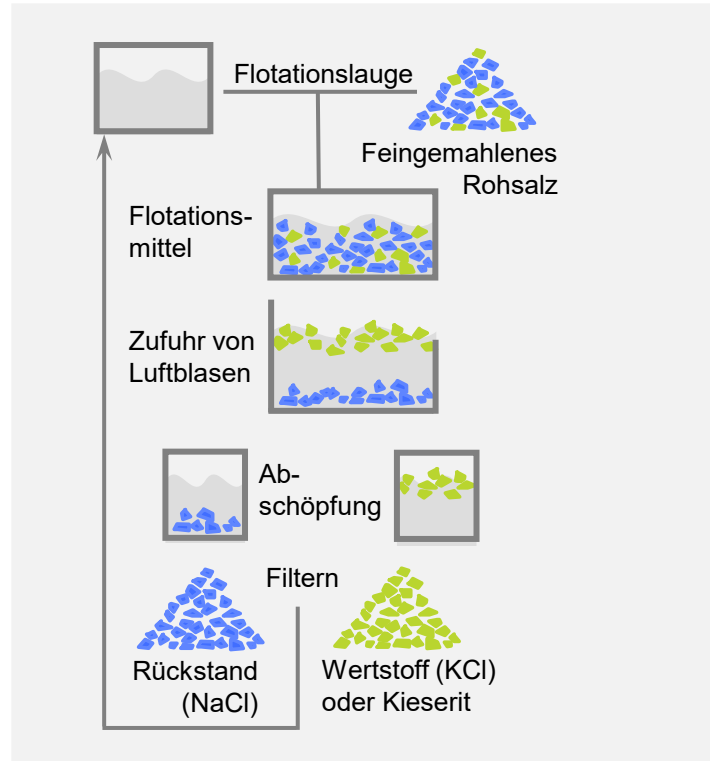 Flotationslauge
Feingemahlenes
Rohsalz
Flotations-
mittel
Zufuhr von
Luftblasen
Ab-
schöpfung
Filtern
Rückstand
(NaCl)
Wertstoff (KCl)
oder Kieserit